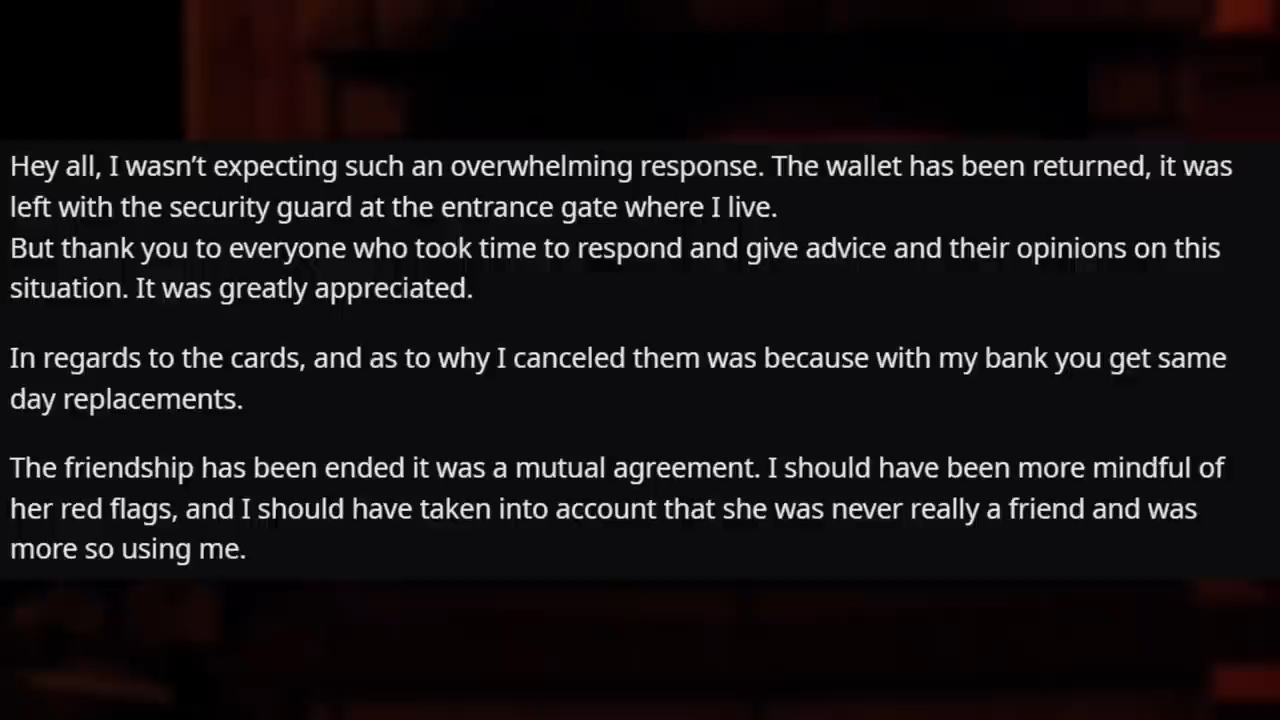 Hey all, I wasn’t expecting such an overwhelming response. The wallet has been returned, it was
left with the security guard at the entrance gate where I live.
But thank you to everyone who took time to respond and give advice and their opinions on this
situation. It was greatly appreciated.
In regards to the cards, and as to why I canceled them was because with my bank you get same
day replacements.
The friendship has been ended it was a mutual agreement. I should have been more mindful of
her red flags, and I should have taken into account that she was never really a friend and was
more so using me.